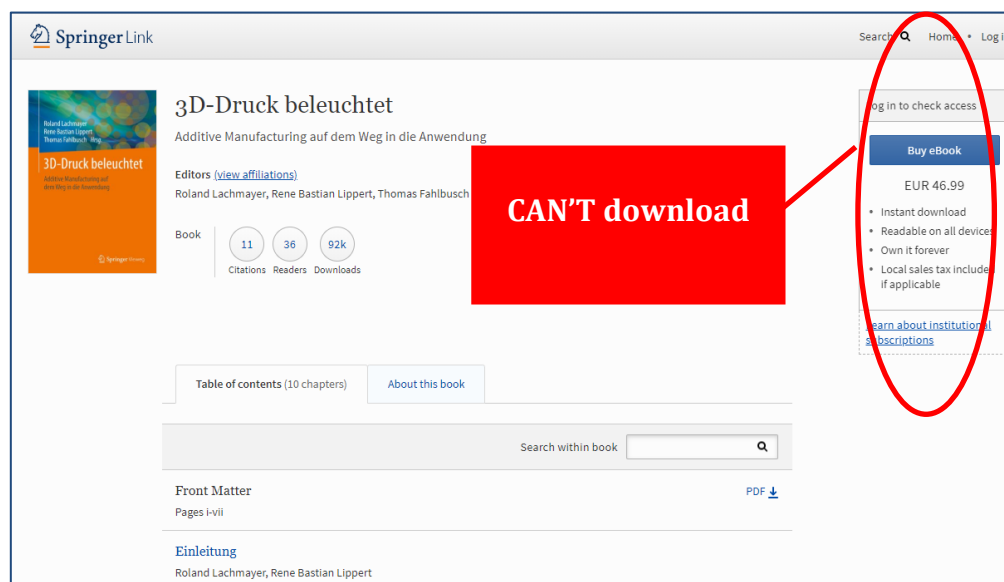 Springer Link
Search Home • Log i
Roland Lachmayer
Rene Bastian Lippert
Thomas Fahlbusch Hrsg.
3D-Druck beleuchtet
Additive Manufacturing auf
dem Weg in die Anwendung
Springer Vieweg
3D-Druck beleuchtet
Additive Manufacturing auf dem Weg in die Anwendung
Editors (view affiliations)
Roland Lachmayer, Rene Bastian Lippert, Thomas Fahlbusch
Book
11
36
92k
Citations Readers Downloads
CAN'T download
og in to check access
Buy eBook
EUR 46.99
• Instant download
• Readable on all devices
• Own it forever
• Local sales tax include
if applicable
Learn about institutional
subscriptions
Table of contents (10 chapters)
About this book
Search within book
Front Matter
PDF
Pages i-vii
Einleitung
Roland Lachmayer, Rene Bastian Lippert